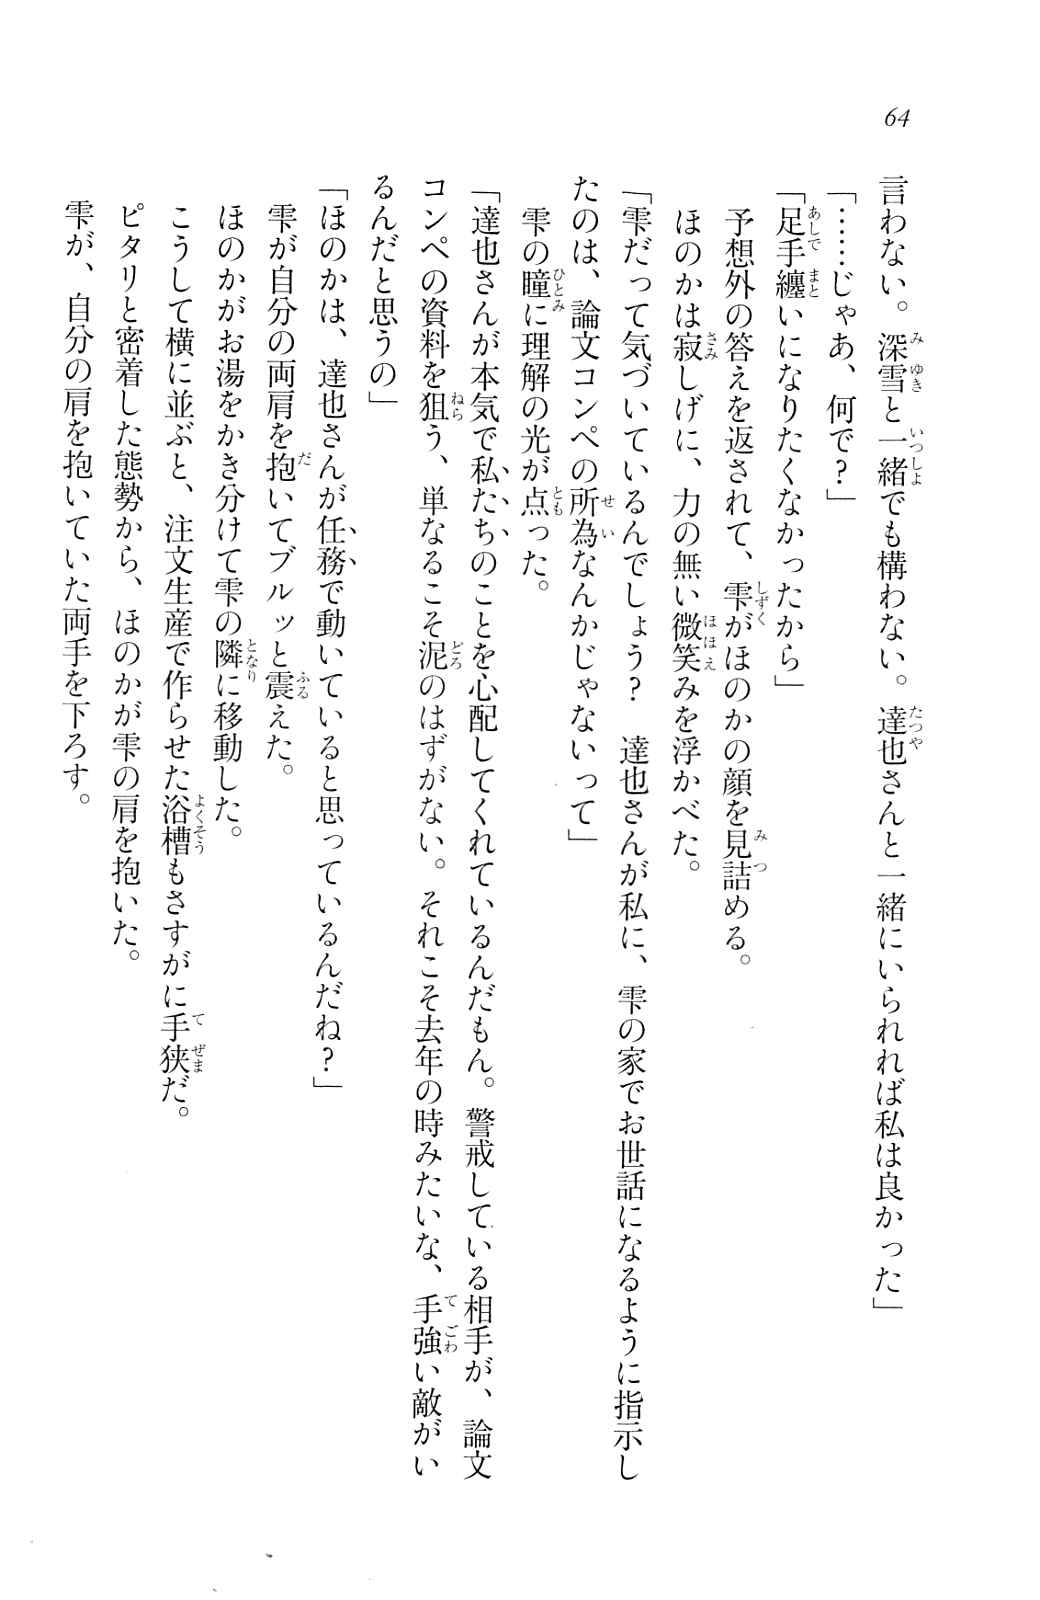 64
言わない。深雪と一緒でも構わない。達也さんと一緒にいられれば私は良かった」
「……じゃあ、何で?」
「足手纏いになりたくなかったから」
予想外の答えを返されて、雫がほのかの顔を見詰める。
ほのかは寂しげに、力の無い微笑みを浮かべた。
「雫だって気づいているんでしょう? 達也さんが私に、雫の家でお世話になるように指示し
たのは、論文コンペの所為なんかじゃないって」
雫の瞳に理解の光が点った。
「達也さんが本気で私たちのことを心配してくれているんだもん。警戒している相手が、論文
コンペの資料を狙う、単なるこそ泥のはずがない。それこそ去年の時みたいな、手強い敵がい
るんだと思うの」
「ほのかは、達也さんが任務で動いていると思っているんだね?」
雫が自分の両肩を抱いてブルッと震えた。
ほのかがお湯をかき分けて雫の隣に移動した。
こうして横に並ぶと、注文生産で作らせた浴槽もさすがに手狭だ。
ピタリと密着した態勢から、ほのかが雫の肩を抱いた。
雫が、自分の肩を抱いていた両手を下ろす。